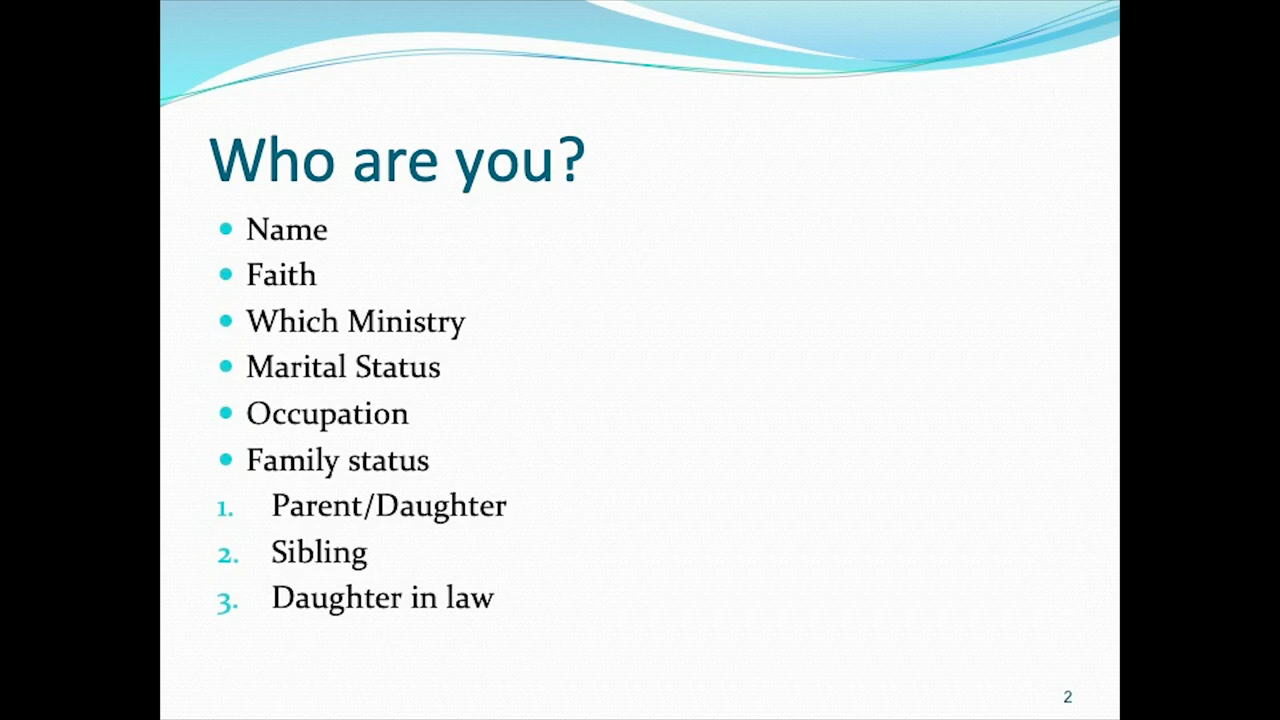 Who are you?
• Name
• Faith
• Which Ministry
• Marital Status
• Occupation
• Family status
1. Parent/Daughter
2. Sibling
3. Daughter in law
2